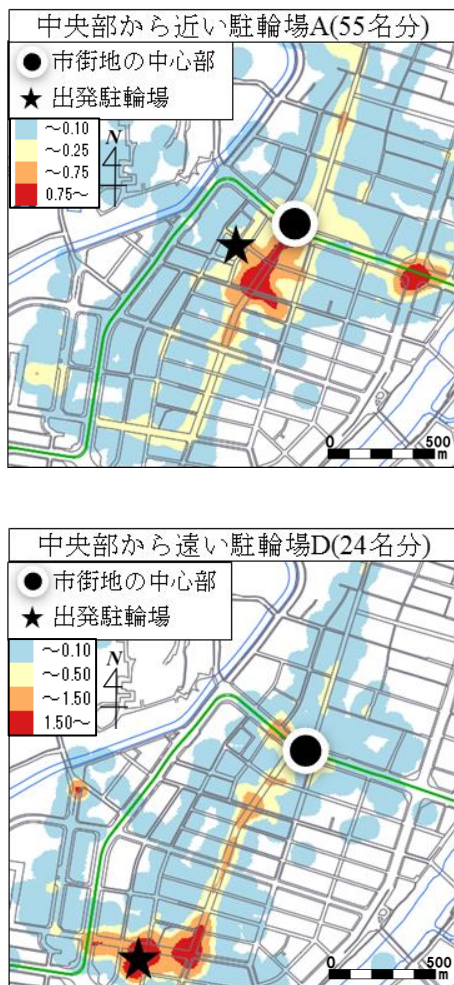 中央部から近い駐輪場A(55名分)
市街地の中心部
出発駐輪場
～0.10
～0.25
～0.75
0.75～
N
0
500
m
中央部から遠い駐輪場D(24名分)
市街地の中心部
出発駐輪場
～0.10
～0.50
～1.50
1.50～
N
0
500
m